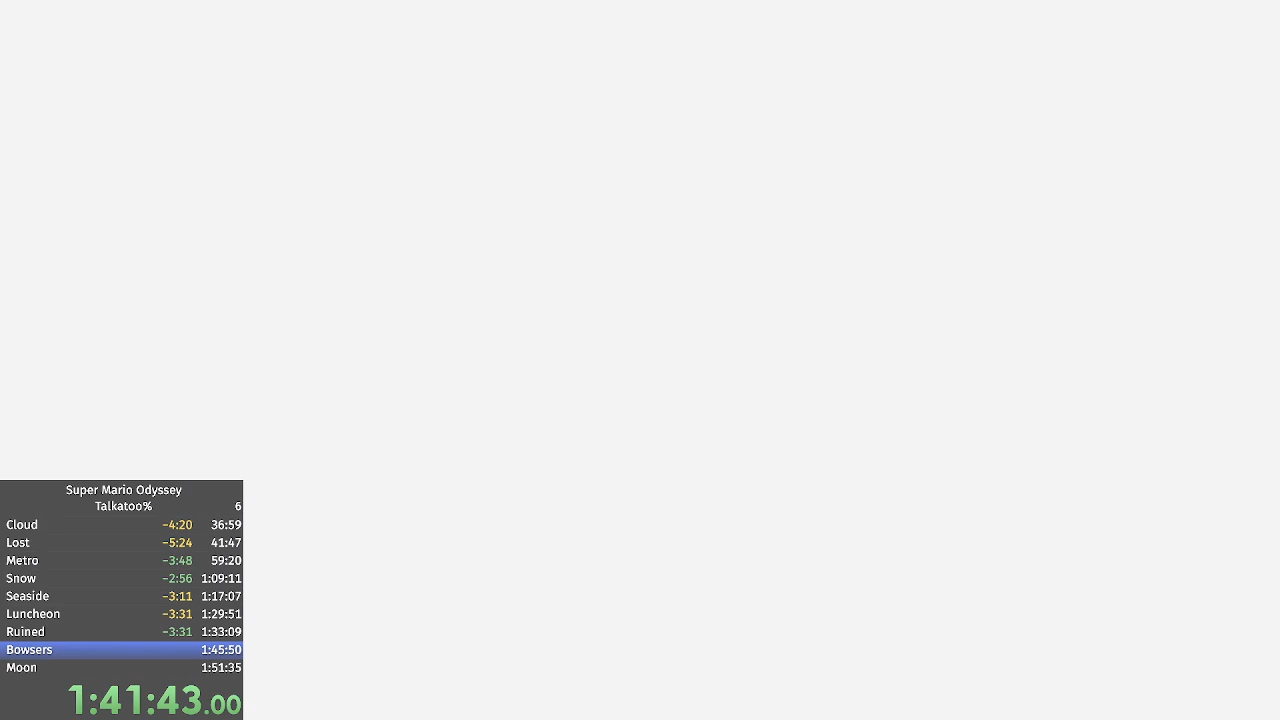 Super Mario Odyssey
Talkatoo% 6
Cloud -4:20 36:59
Lost -5:24 41:47
Metro -3:48 59:20
Snow -2:56 1:09:11
Seaside -3:11 1:17:07
Luncheon -3:31 1:29:51
Ruined -3:31 1:33:09
Bowsers 1:45:50
Moon 1:51:35
1:41:43.00